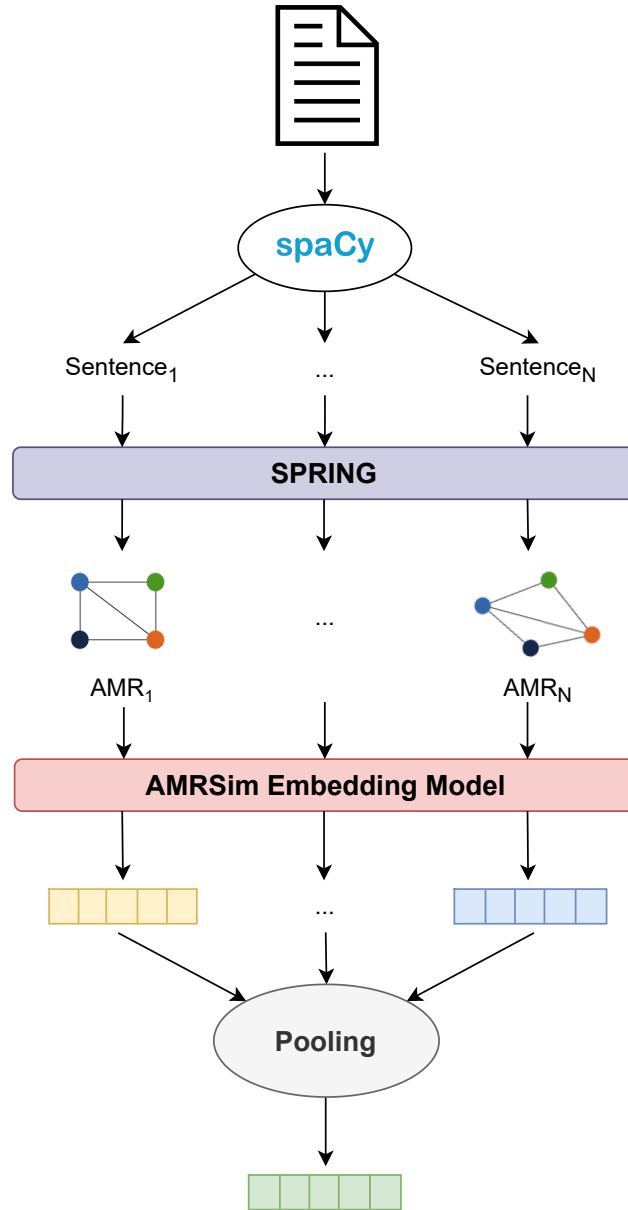 spaCy
Sentence1 ... SentenceN
SPRING
...
AMR1 AMRN
AMRSim Embedding Model
...
Pooling